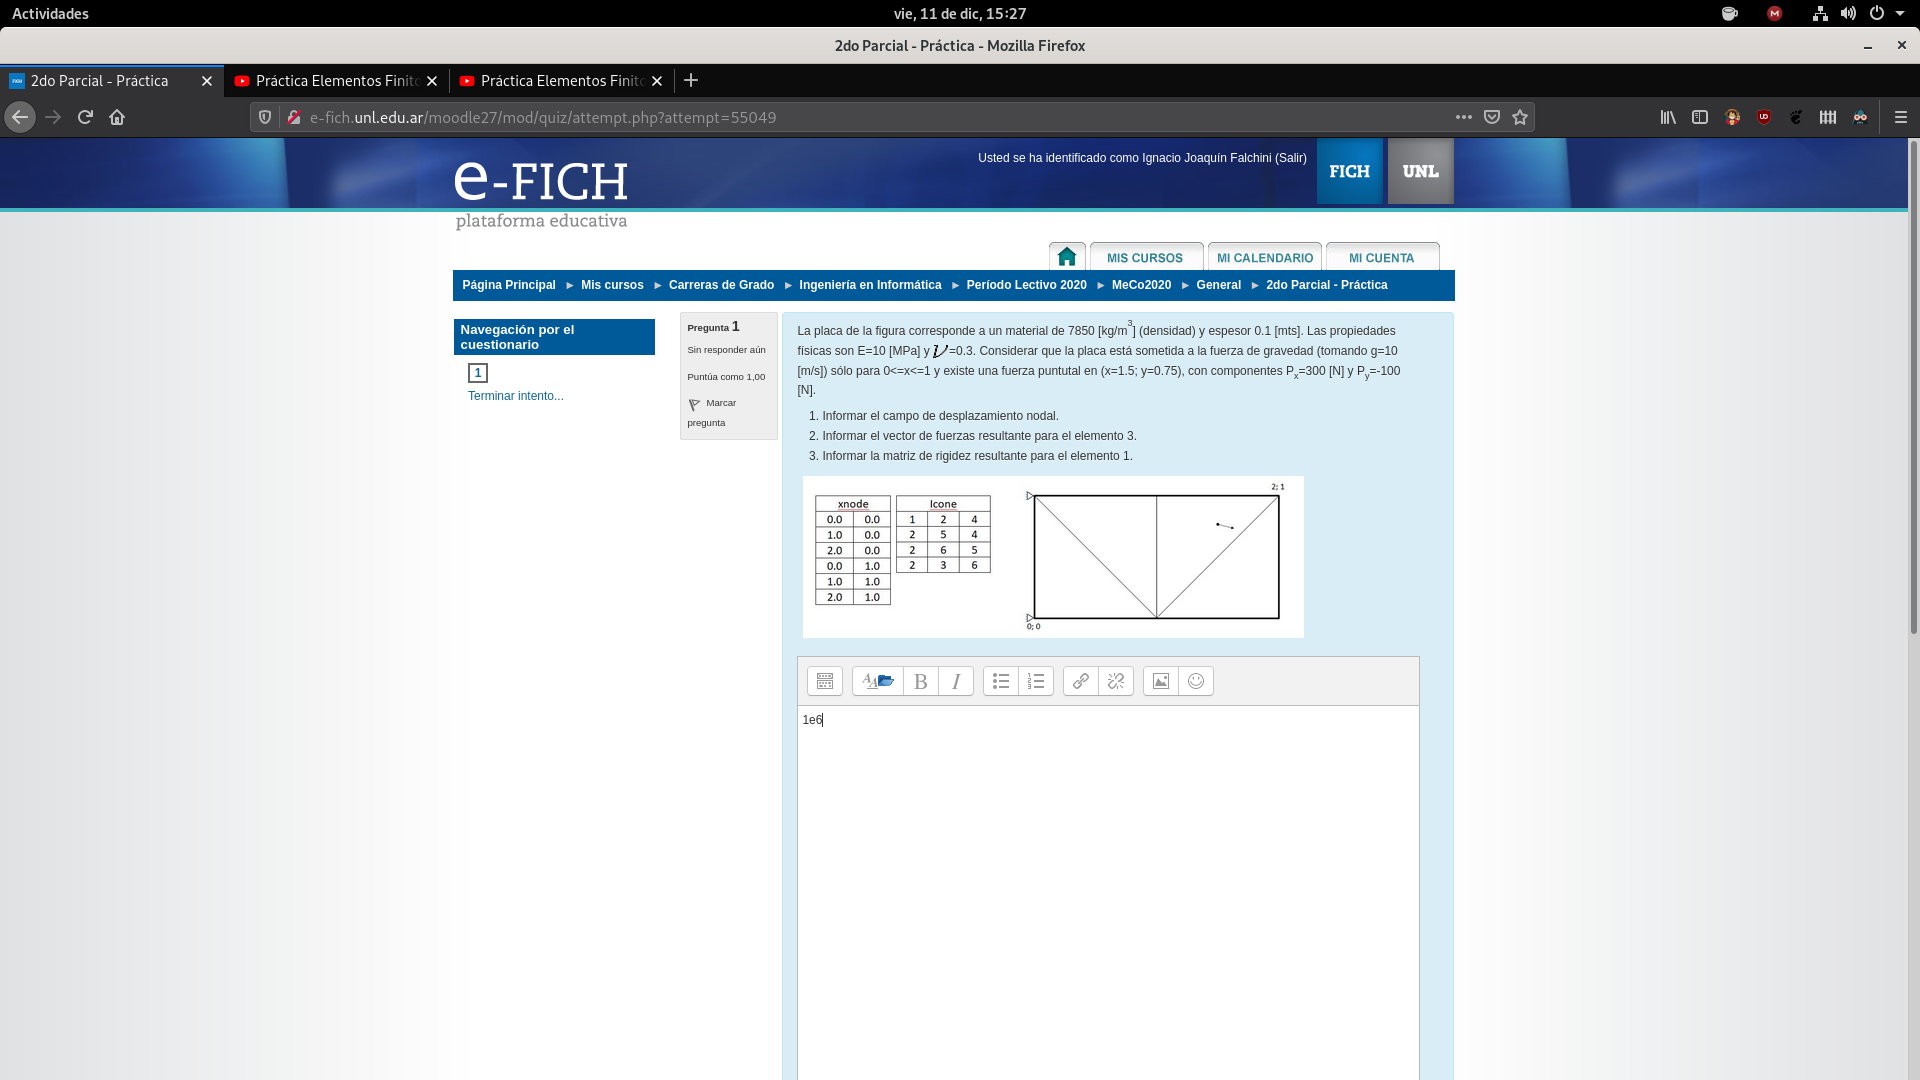 Actividades
vie, 11 de dic, 15:27
2do Parcial - Práctica - Mozilla Firefox
2do Parcial - Práctica
Práctica Elementos Finito
Práctica Elementos Finito
e-fich.unl.edu.ar/moodle27/mod/quiz/attempt.php?attempt=55049
e-FICH
plataforma educativa
Usted se ha identificado como Ignacio Joaquín Falchini (Salir)
FICH
UNL
MIS CURSOS
MI CALENDARIO
MI CUENTA
Página Principal ► Mis cursos ► Carreras de Grado ► Ingeniería en Informática ► Período Lectivo 2020 ► MeCo2020 ► General ► 2do Parcial - Práctica
Navegación por el
cuestionario
1
Terminar intento...
Pregunta 1
Sin responder aún
Puntúa como 1,00
Marcar
pregunta
La placa de la figura corresponde a un material de 7850 [kg/m³] (densidad) y espesor 0.1 [mts]. Las propiedades
físicas son E=10 [MPa] y ν=0.3. Considerar que la placa está sometida a la fuerza de gravedad (tomando g=10
[m/s]) sólo para 0<=x<=1 y existe una fuerza puntutal en (x=1.5; y=0.75), con componentes Px=300 [N] y Py=-100
[N].
1. Informar el campo de desplazamiento nodal.
2. Informar el vector de fuerzas resultante para el elemento 3.
3. Informar la matriz de rigidez resultante para el elemento 1.
xnode
0.0 0.0
1.0 0.0
2.0 0.0
0.0 1.0
1.0 1.0
2.0 1.0
Icone
1 2 4
2 5 4
2 6 5
2 3 6
2; 1
0; 0
1e6